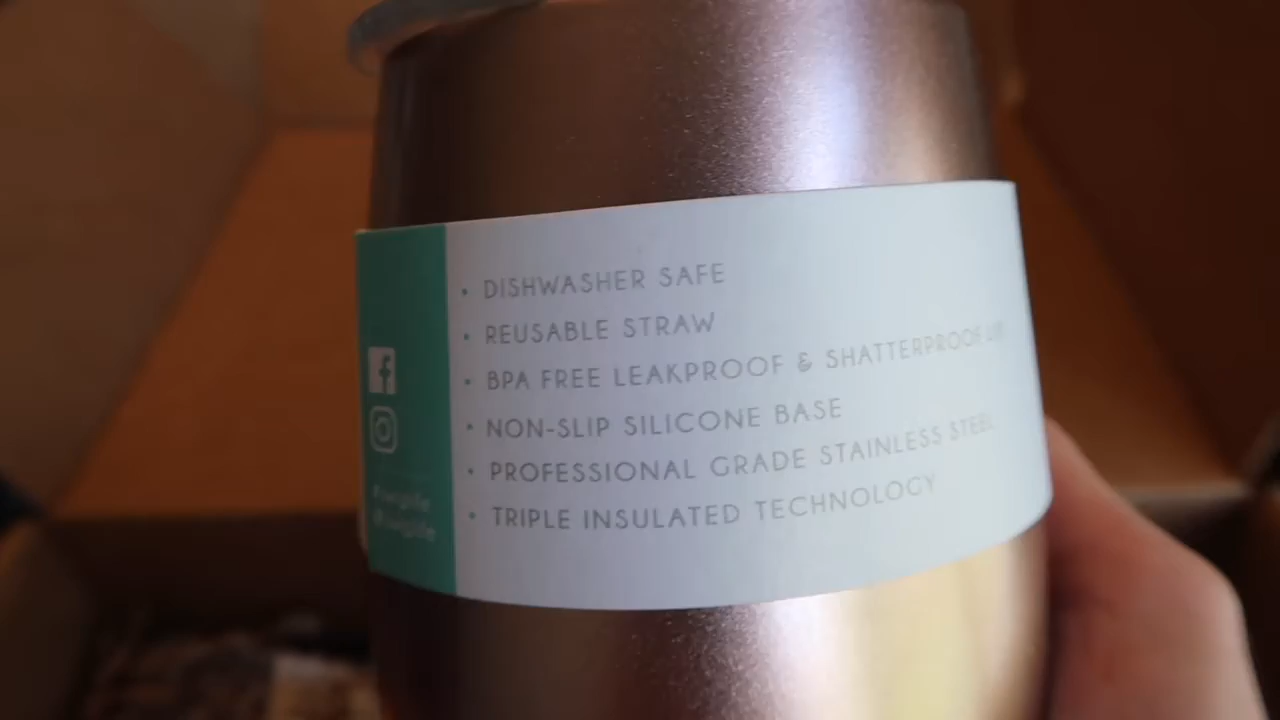 • DISHWASHER SAFE
• REUSABLE STRAW
• BPA FREE LEAKPROOF & SHATTERPROOF
• NON-SLIP SILICONE BASE
• PROFESSIONAL GRADE STAINLESS STEEL
• TRIPLE INSULATED TECHNOLOGY